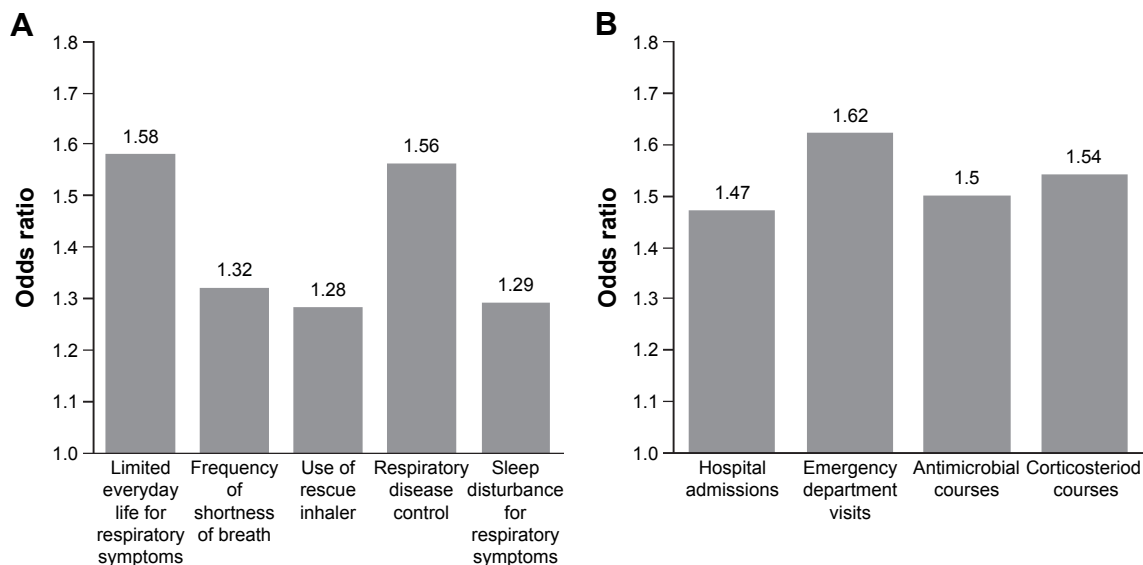 A
Odds ratio
1.8
1.7
1.6
1.5
1.4
1.3
1.2
1.1
1.0
1.58
1.32
1.28
1.56
1.29
Limited
everyday
life for
respiratory
symptoms
Frequency
of
shortness
of breath
Use of
rescue
inhaler
Respiratory
disease
control
Sleep
disturbance
for
respiratory
symptoms
B
Odds ratio
1.8
1.7
1.6
1.5
1.4
1.3
1.2
1.1
1.0
1.47
1.62
1.5
1.54
Hospital
admissions
Emergency
department
visits
Antimicrobial
courses
Corticosteriod
courses